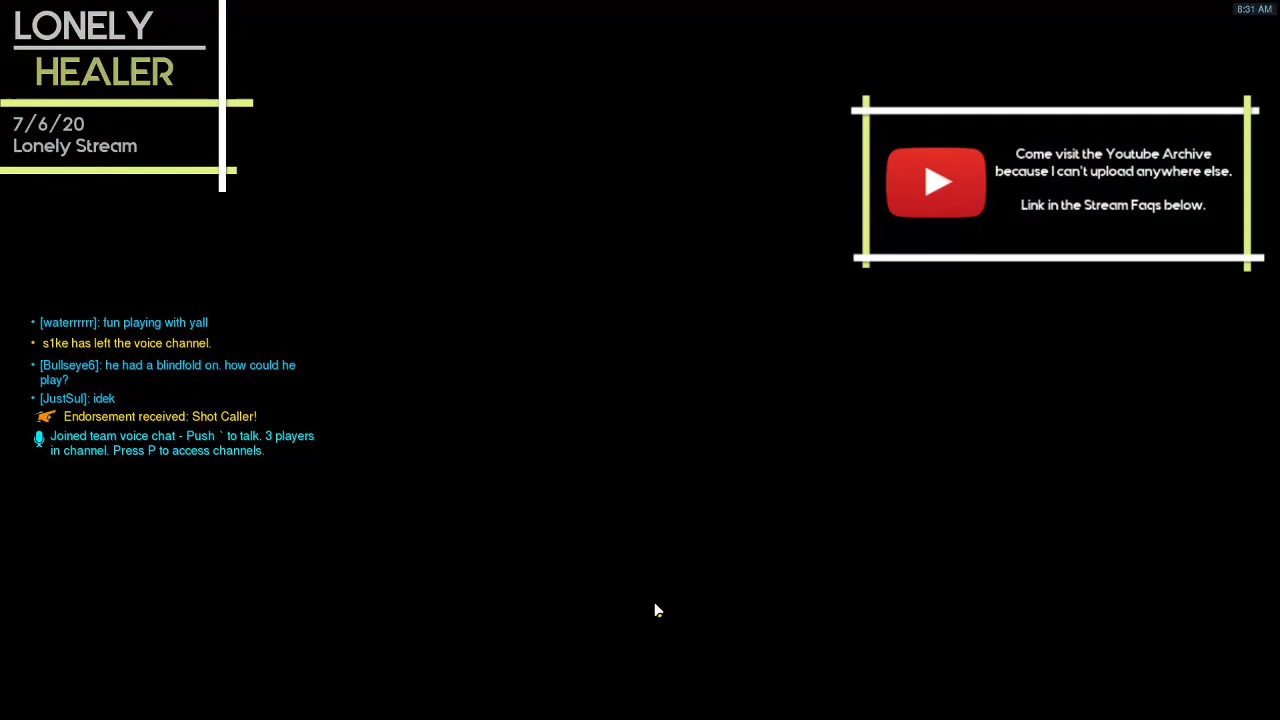 LONELY
HEALER
7/6/20
Lonely Stream
8:31 AM
Come visit the Youtube Archive
because I can't upload anywhere else.
Link in the Stream Faqs below.
• [waterrrrrr]: fun playing with yall
• s1ke has left the voice channel.
• [Bullseye6]: he had a blindfold on. how could he
play?
• [JustSul]: idek
Endorsement received: Shot Caller!
Joined team voice chat - Push ` to talk. 3 players
in channel. Press P to access channels.